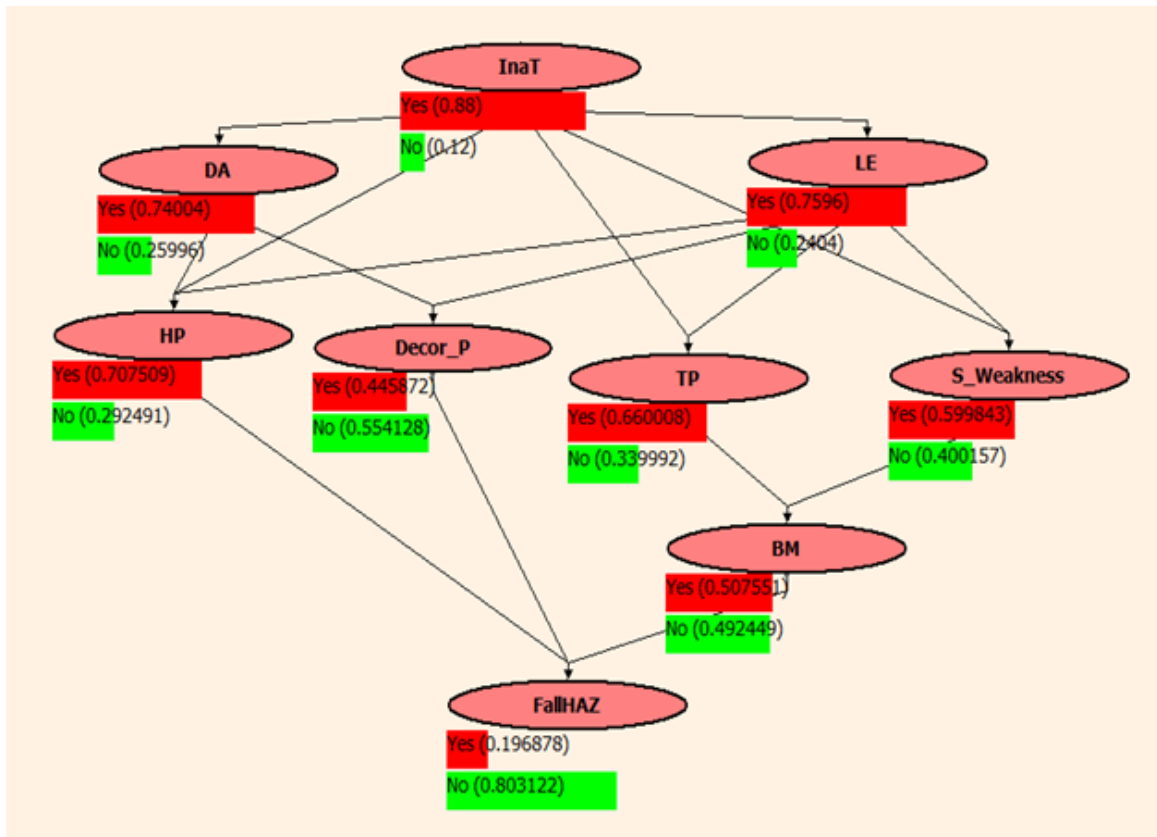 InaT
Yes (0.88)
No (0.12)
DA
Yes (0.74004)
No (0.25996)
LE
Yes (0.7596)
No (0.2404)
HP
Yes (0.707509)
No (0.292491)
Decor_P
Yes (0.445872)
No (0.554128)
TP
Yes (0.660008)
No (0.339992)
S_Weakness
Yes (0.599843)
No (0.400157)
BM
Yes (0.507551)
No (0.492449)
FallHAZ
Yes (0.196878)
No (0.803122)